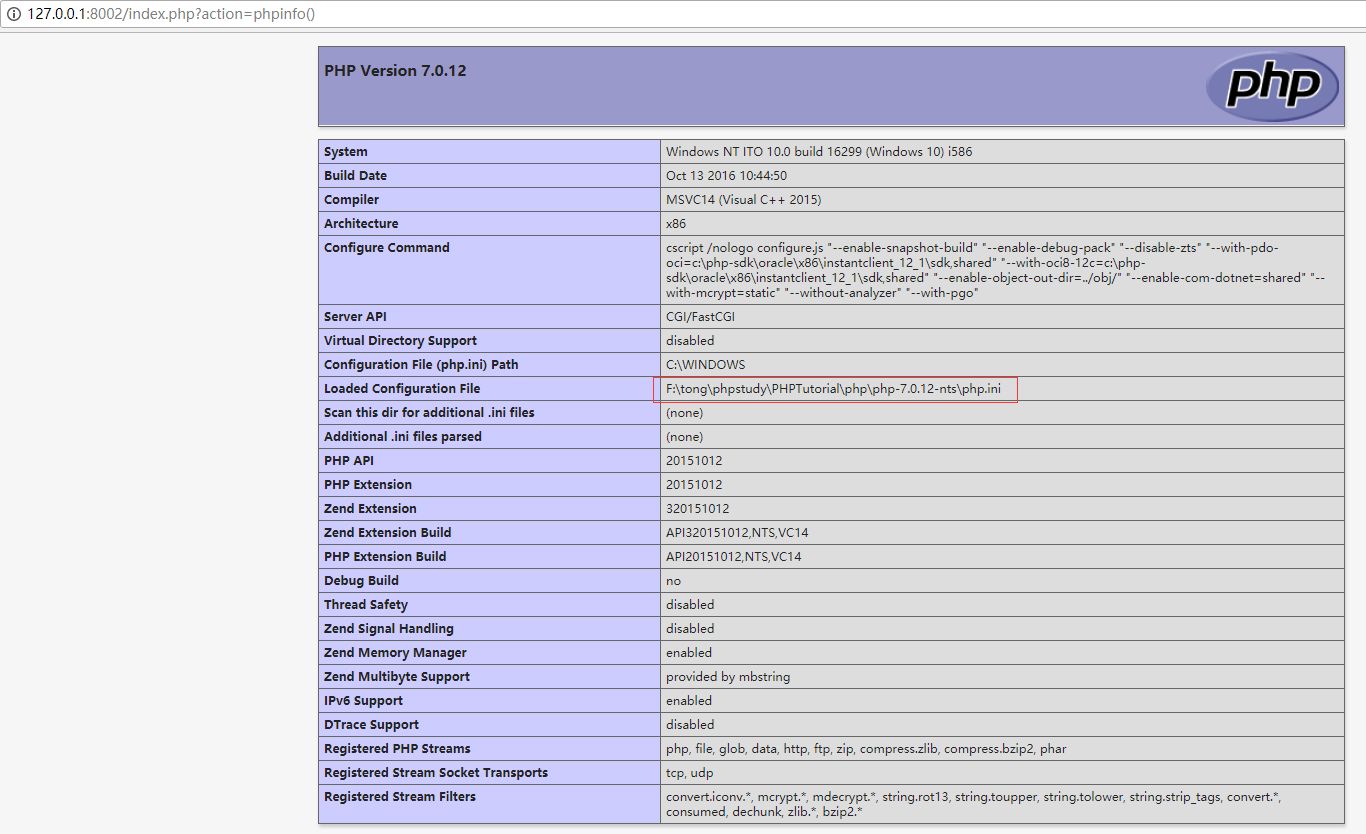 127.0.0.1:8002/index.php?action=phpinfo()
PHP Version 7.0.12
php
System Windows NT ITO 10.0 build 16299 (Windows 10) i586
Build Date Oct 13 2016 10:44:50
Compiler MSVC14 (Visual C++ 2015)
Architecture x86
Configure Command cscript /nologo configure.js "--enable-snapshot-build" "--enable-debug-pack" "--disable-zts" "--with-pdo-
oci=c:\php-sdk\oracle\x86\instantclient_12_1\sdk,shared" "--with-oci8-12c=c:\php-
sdk\oracle\x86\instantclient_12_1\sdk,shared" "--enable-object-out-dir=../obj/" "--enable-com-dotnet=shared" "--
with-mcrypt=static" "--without-analyzer" "--with-pgo"
Server API CGI/FastCGI
Virtual Directory Support disabled
Configuration File (php.ini) Path C:\WINDOWS
Loaded Configuration File F:\tong\phpstudy\PHPTutorial\php\php-7.0.12-nts\php.ini
Scan this dir for additional .ini files (none)
Additional .ini files parsed (none)
PHP API 20151012
PHP Extension 20151012
Zend Extension 320151012
Zend Extension Build API320151012,NTS,VC14
PHP Extension Build API20151012,NTS,VC14
Debug Build no
Thread Safety disabled
Zend Signal Handling disabled
Zend Memory Manager enabled
Zend Multibyte Support provided by mbstring
IPv6 Support enabled
DTrace Support disabled
Registered PHP Streams php, file, glob, data, http, ftp, zip, compress.zlib, compress.bzip2, phar
Registered Stream Socket Transports tcp, udp
Registered Stream Filters convert.iconv.*, mcrypt.*, mdecrypt.*, string.rot13, string.toupper, string.tolower, string.strip_tags, convert.*,
consumed, dechunk, zlib.*, bzip2.*